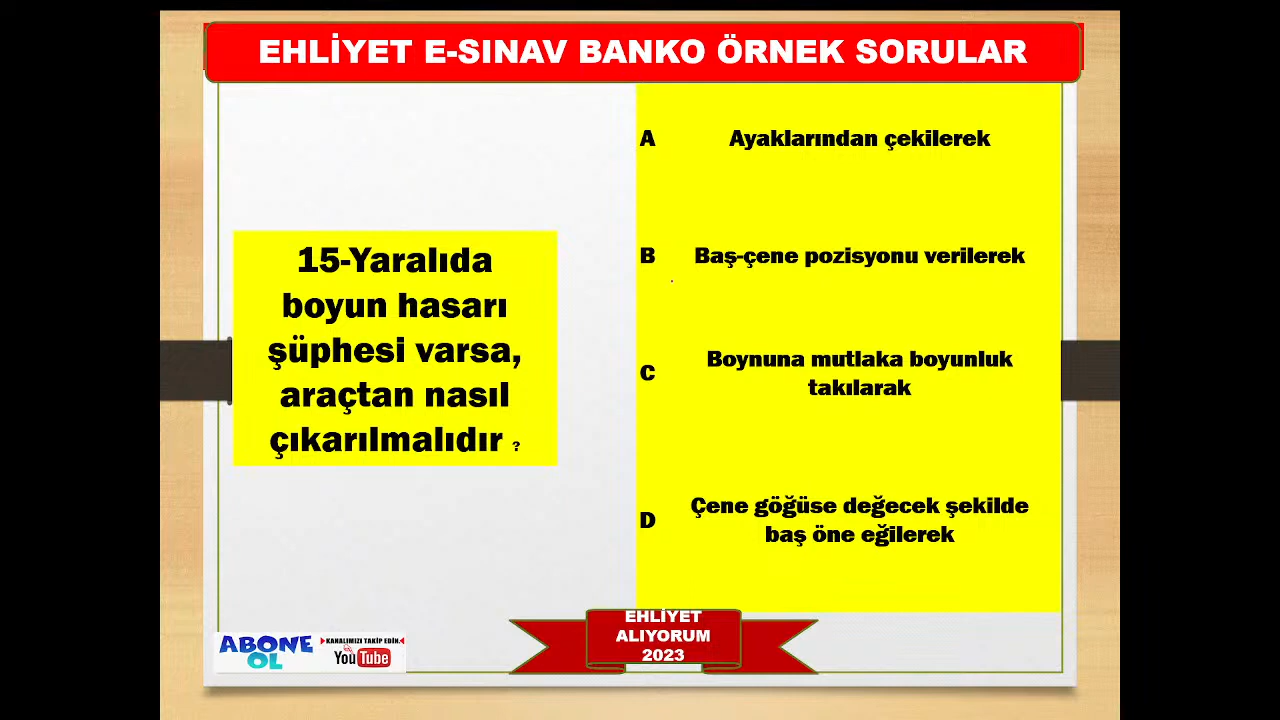 EHLİYET E-SINAV BANKO ÖRNEK SORULAR
15-Yaralıda
boyun hasarı
şüphesi varsa,
araçtan nasıl
çıkarılmalıdır ?
A Ayaklarından çekilerek
B Baş-çene pozisyonu verilerek
C Boynuna mutlaka boyunluk
takılarak
D Çene göğüse değecek şekilde
baş öne eğilerek
ABONE
OL
KANALIMIZI TAKİP EDİN.
YouTube
EHLİYET
ALIYORUM
2023